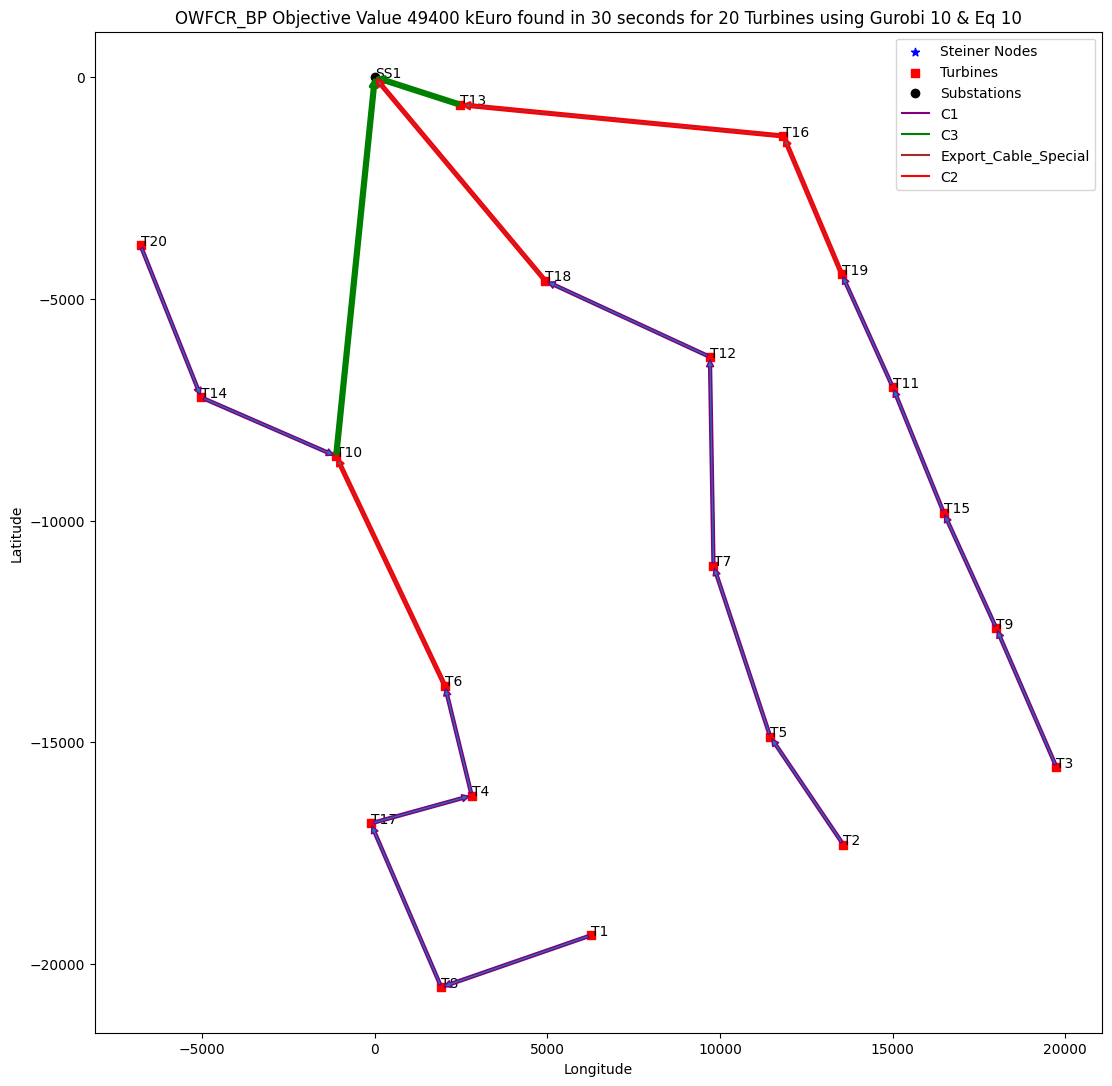 OWFCR_BP Objective Value 49400 kEuro found in 30 seconds for 20 Turbines using Gurobi 10 & Eq 10
Steiner Nodes
Turbines
Substations
C1
C3
Export_Cable_Special
C2
SS1
T13
T16
T20
T19
T18
T12
T11
T14
T10
T15
T7
T9
T6
T5
T3
T4
T17
T2
T1
T8
0
−5000
−10000
−15000
−20000
Latitude
−5000
0
5000
10000
15000
20000
Longitude